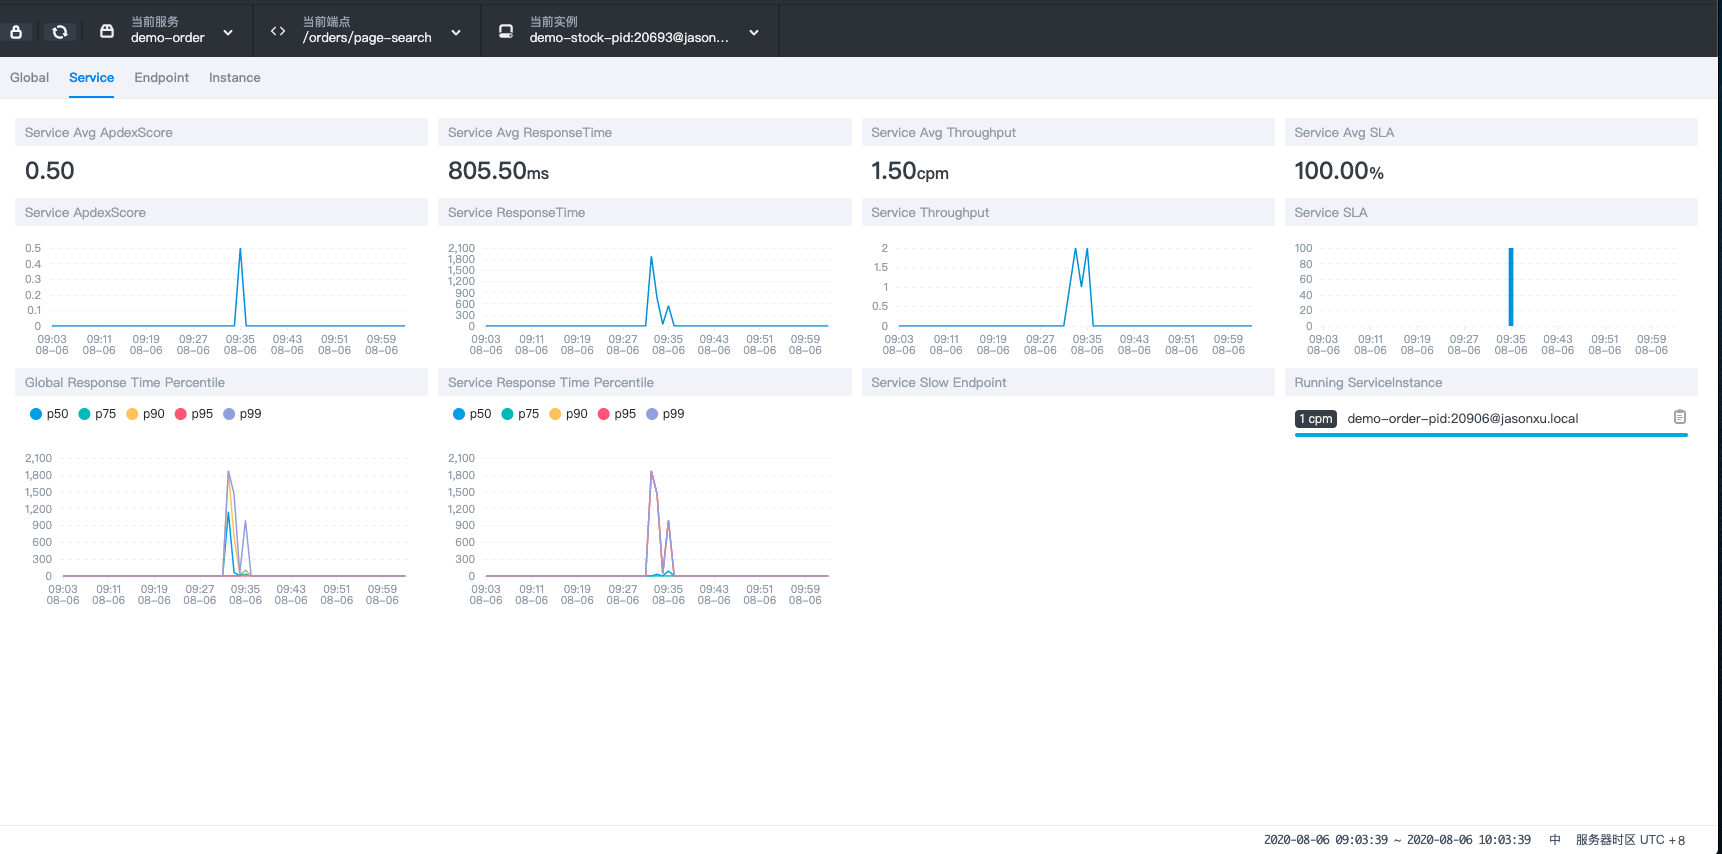 当前服务
demo-order
当前端点
/orders/page-search
当前实例
demo-stock-pid:20693@jason...
Global Service Endpoint Instance
Service Avg ApdexScore
0.50
Service Avg ResponseTime
805.50ms
Service Avg Throughput
1.50cpm
Service Avg SLA
100.00%
Service ApdexScore
0.5
0.4
0.3
0.2
0.1
0
09:03 09:11 09:19 09:27 09:35 09:43 09:51 09:59
08-06 08-06 08-06 08-06 08-06 08-06 08-06 08-06
Service ResponseTime
2,100
1,800
1,500
1,200
900
600
300
0
09:03 09:11 09:19 09:27 09:35 09:43 09:51 09:59
08-06 08-06 08-06 08-06 08-06 08-06 08-06 08-06
Service Throughput
2
1.5
1
0.5
0
09:03 09:11 09:19 09:27 09:35 09:43 09:51 09:59
08-06 08-06 08-06 08-06 08-06 08-06 08-06 08-06
Service SLA
100
80
60
40
20
0
09:03 09:11 09:19 09:27 09:35 09:43 09:51 09:59
08-06 08-06 08-06 08-06 08-06 08-06 08-06 08-06
Global Response Time Percentile
p50 p75 p90 p95 p99
2,100
1,800
1,500
1,200
900
600
300
0
09:03 09:11 09:19 09:27 09:35 09:43 09:51 09:59
08-06 08-06 08-06 08-06 08-06 08-06 08-06 08-06
Service Response Time Percentile
p50 p75 p90 p95 p99
2,100
1,800
1,500
1,200
900
600
300
0
09:03 09:11 09:19 09:27 09:35 09:43 09:51 09:59
08-06 08-06 08-06 08-06 08-06 08-06 08-06 08-06
Service Slow Endpoint
Running ServiceInstance
1 cpm demo-order-pid:20906@jasonxu.local
2020-08-06 09:03:39 ~ 2020-08-06 10:03:39 中 服务器时区 UTC +8